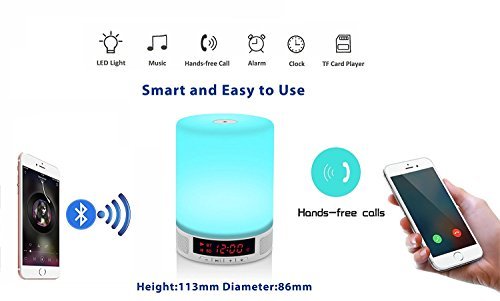 LED Light Music Hands-free Call Alarm Clock TF Card Player
Smart and Easy to Use
12:00
Hands-free calls
Height:113mm Diameter:86mm